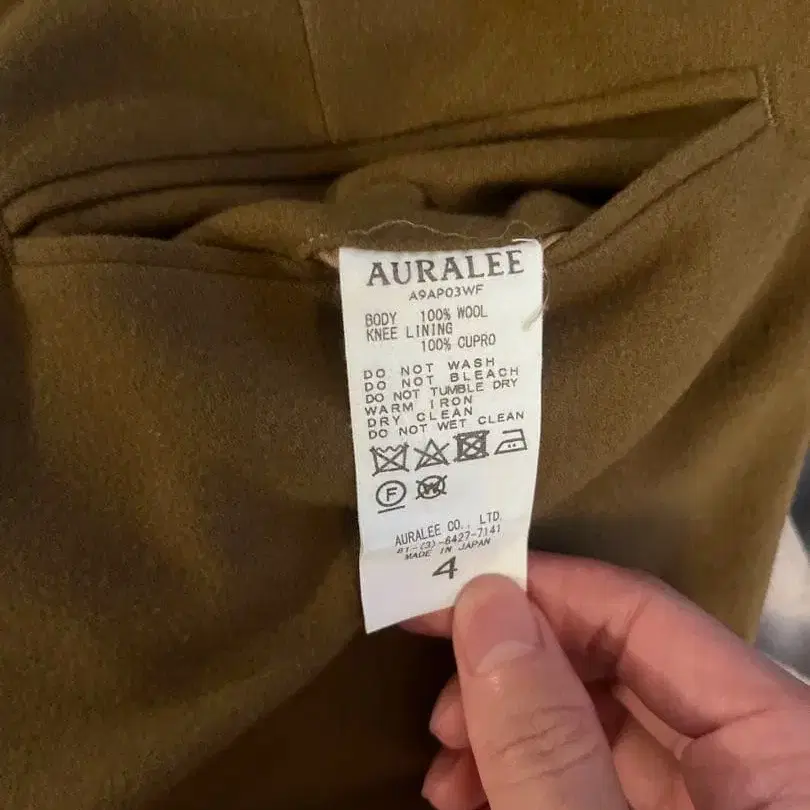 AURALEE
A9AP03WF
BODY 100% WOOL
KNEE LINING
100% CUPRO
DO NOT WASH
DO NOT BLEACH
DO NOT TUMBLE DRY
WARM IRON
DRY CLEAN
DO NOT WET CLEAN
F
W
AURALEE CO., LTD.
81-(3)-6427-7141
MADE IN JAPAN
4